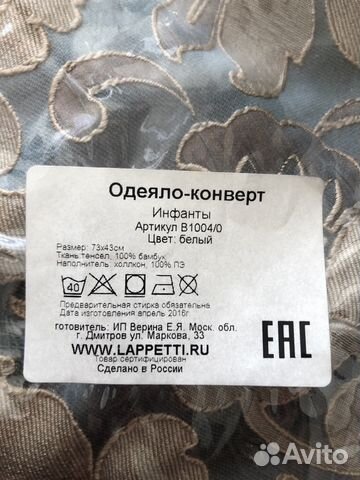 Одеяло-конверт
Инфанты
Артикул В1004/0
Цвет: белый
Размер: 73х43см
Ткань:тенсел, 100% бамбук
Наполнитель: холлкон, 100% ПЭ
40
Предварительная стирка обязательна
Дата изготовления апрель 2016г
готовитель: ИП Верина Е.Я. Моск. обл.
г. Дмитров ул. Маркова, 33
WWW.LAPPETTI.RU
Товар сертифицирован
Сделано в России
EAC
Avito